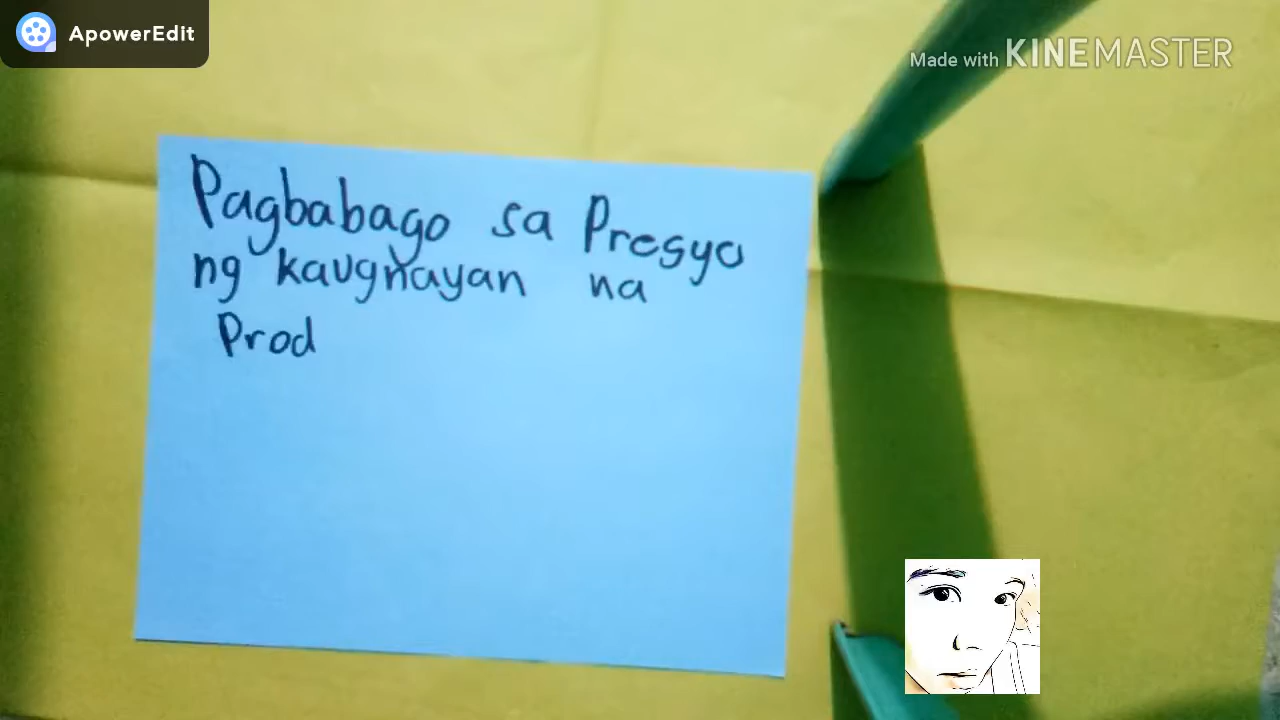 ApowerEdit
Made with KINEMASTER
Pagbabago sa Presyo
ng kaugnayan na
Prod